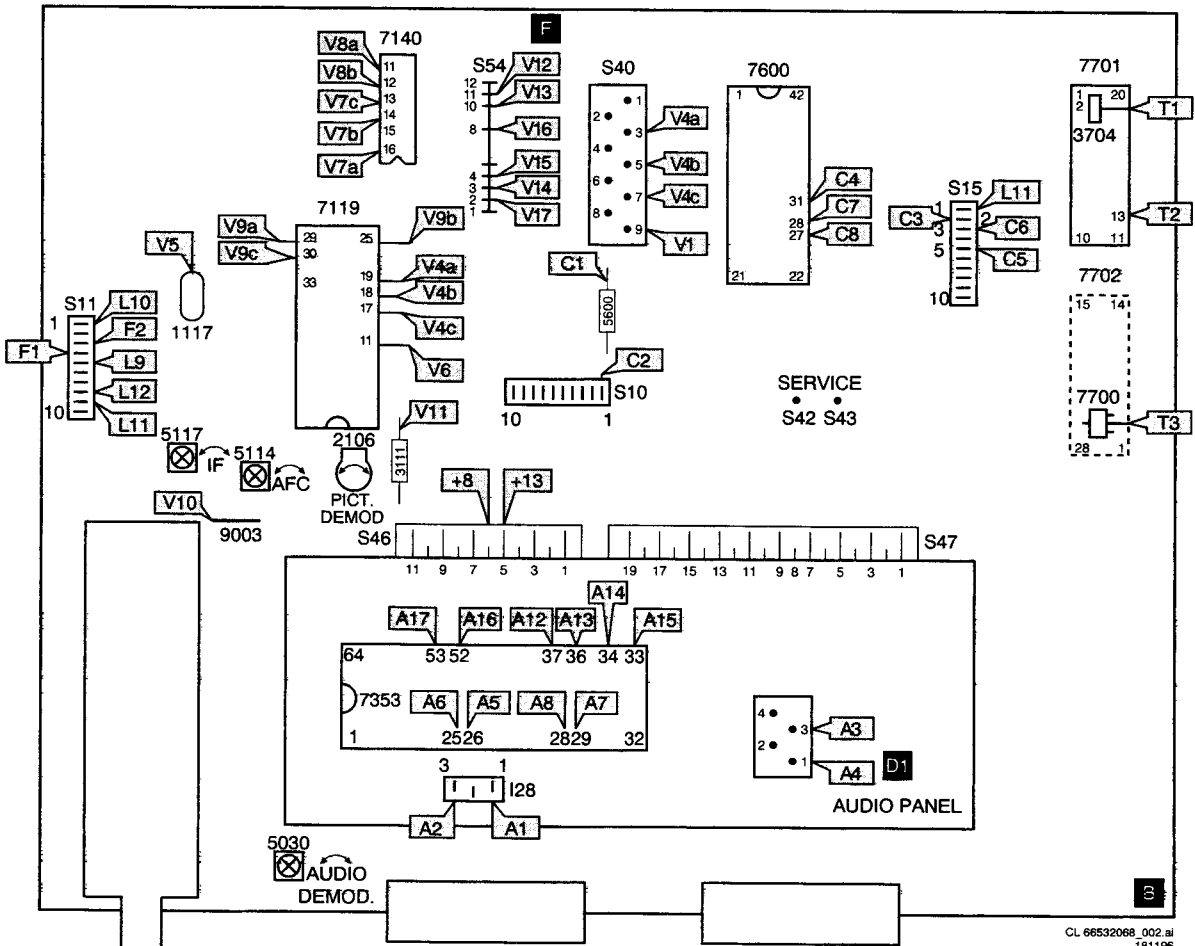 F
V8a
V8b
V7c
V7b
V7a
7140
11
12
13
14
15
16
S54
12
11
10
8
4
3
2
1
V12
V13
V16
V15
V14
V17
S40
1
2
3
4
5
6
7
8
9
V4a
V4b
V4c
V1
7600
1
42
31
28
27
21
22
C4
C7
C8
S15
1
2
3
5
10
L11
C3
C6
C5
7701
1
20
2
3704
13
10
11
T1
T2
7702
15
14
7700
28
1
T3
7119
29
25
30
33
19
18
17
11
V9a
V9c
V9b
V4a
V4b
V4c
V6
V5
1117
S11
1
10
L10
F2
F1
L9
L12
L11
C1
5600
C2
S10
10
1
SERVICE
S42 S43
V11
3111
2106
PICT.
DEMOD
5117
IF
5114
AFC
V10
9003
+8
+13
S46
11 9 7 5 3 1
S47
19 17 15 13 11 9 8 7 5 3 1
A17
A16
A12
A13
A14
A15
64
53 52
37 36 34 33
7353
A6
A5
A8
A7
1
25 26
28 29
32
3
1
I28
A2
A1
4
3
2
1
A3
A4
D1
AUDIO PANEL
5030
AUDIO
DEMOD.
CL 66532068_002.ai
181196